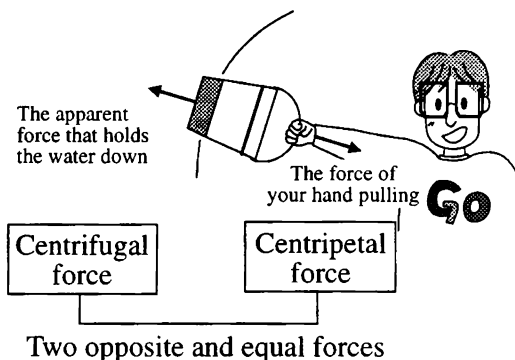 The apparent
force that holds
the water down
The force of
your hand pulling
Go
Centrifugal
force
Centripetal
force
Two opposite and equal forces